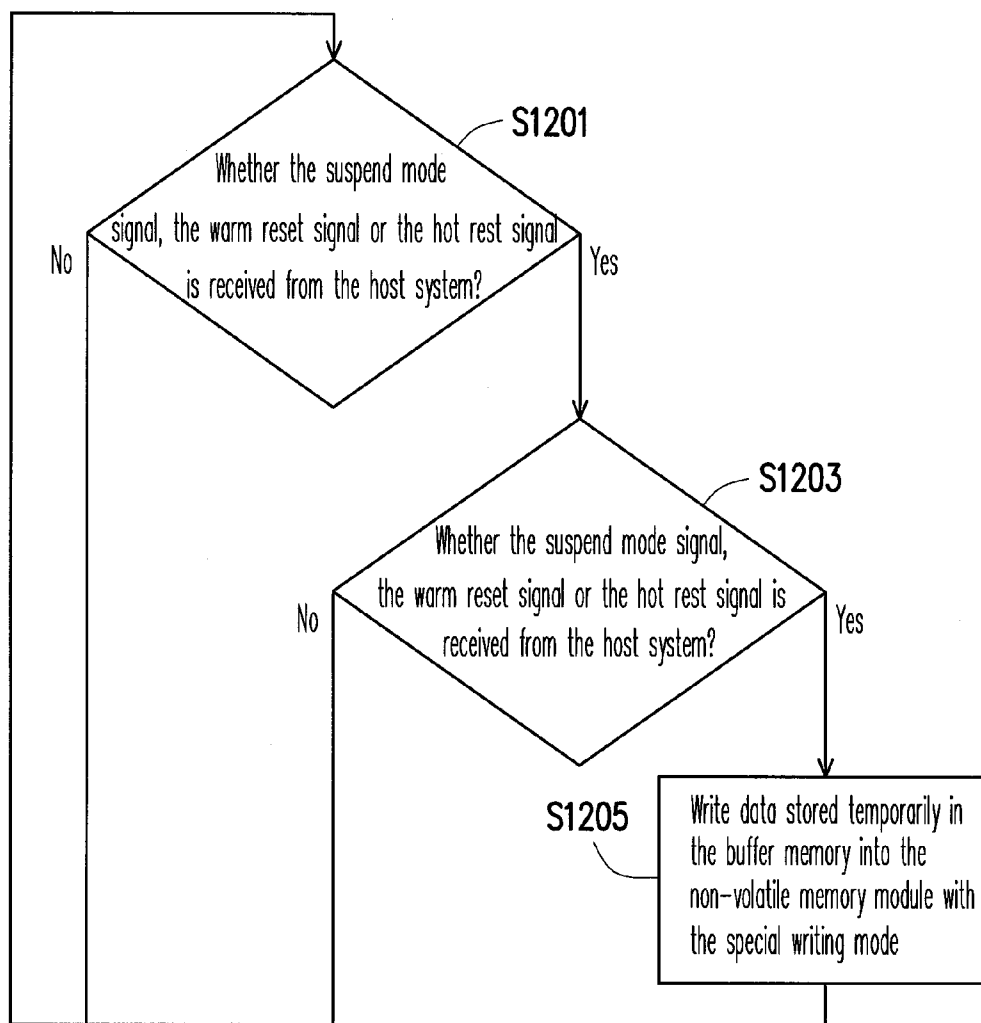 S1201
Whether the suspend mode
signal, the warm reset signal or the hot rest signal
is received from the host system?
No
Yes
S1203
Whether the suspend mode signal,
the warm reset signal or the hot rest signal is
received from the host system?
No
Yes
S1205
Write data stored temporarily in
the buffer memory into the
non-volatile memory module with
the special writing mode